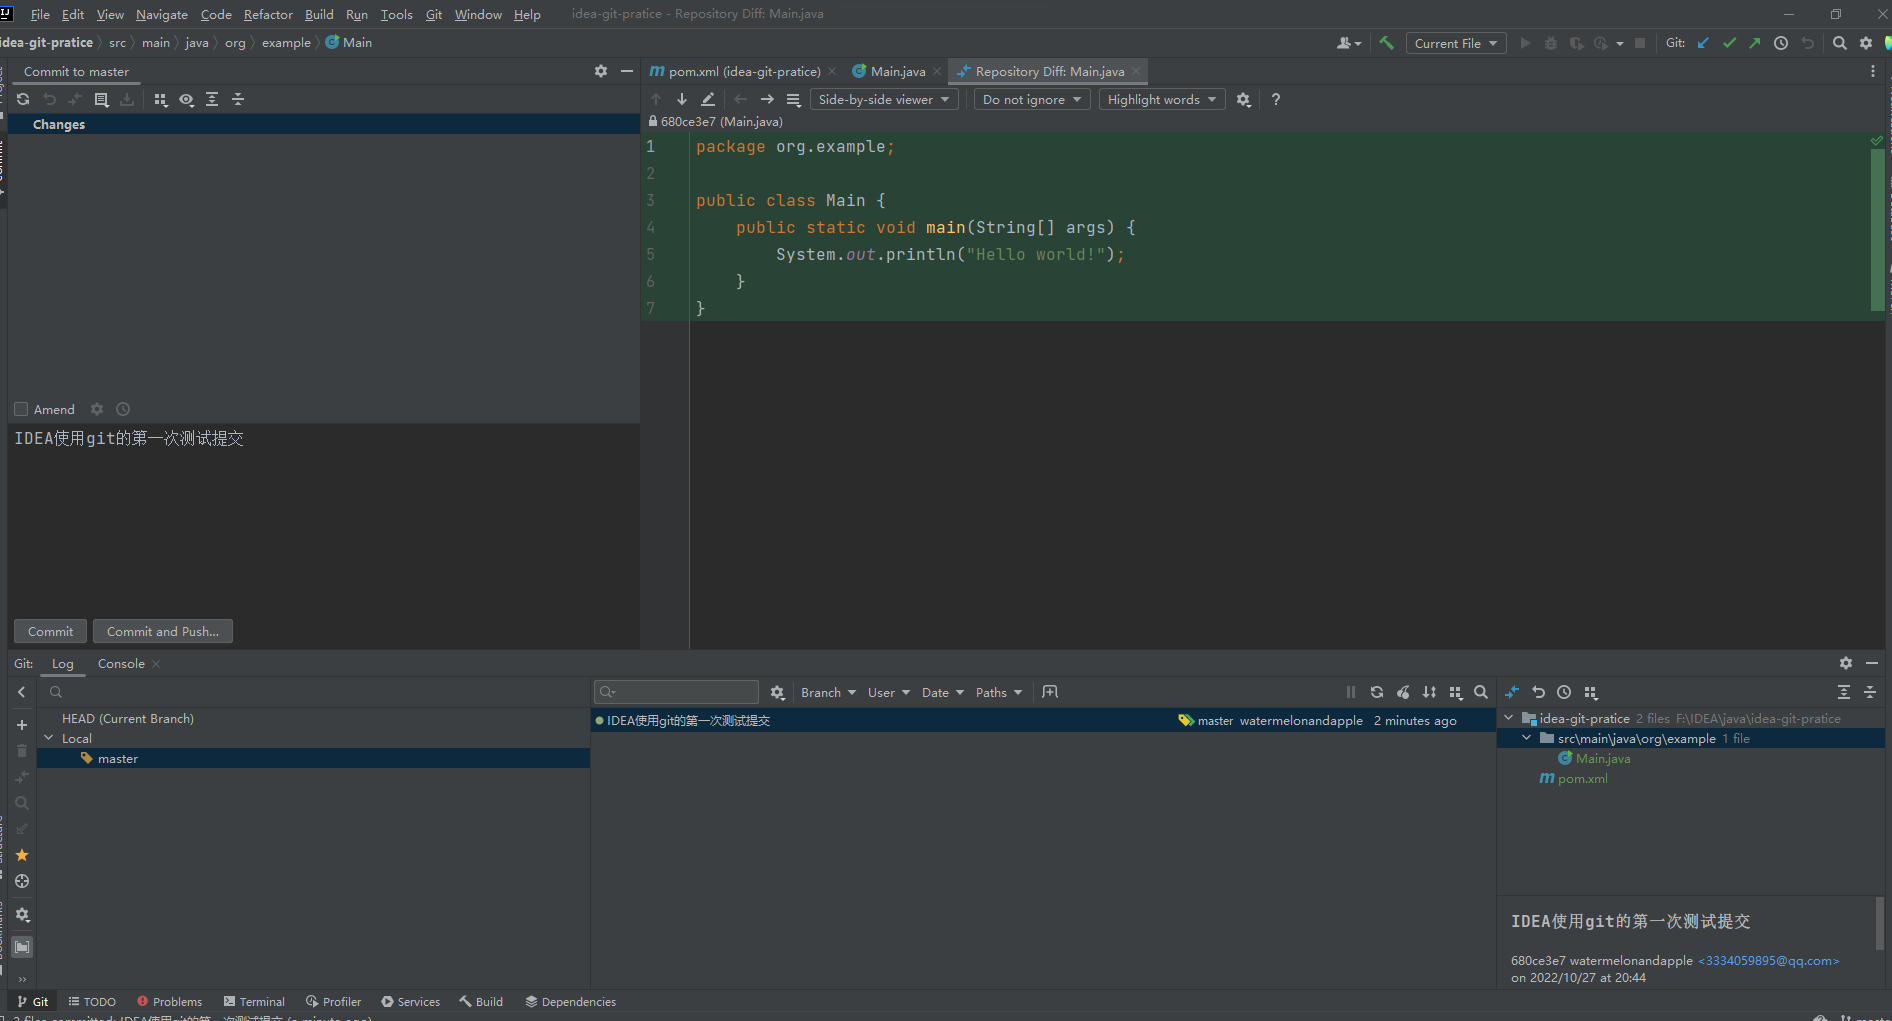 File Edit View Navigate Code Refactor Build Run Tools Git Window Help idea-git-pratice - Repository Diff: Main.java
idea-git-pratice src main java org example Main
Current File Git:
Commit to master
pom.xml (idea-git-pratice) Main.java Repository Diff: Main.java
Side-by-side viewer Do not ignore Highlight words ?
Changes
680ce3e7 (Main.java)
1 package org.example;
2
3 public class Main {
4 public static void main(String[] args) {
5 System.out.println("Hello world!");
6 }
7 }
Amend
IDEA使用git的第一次测试提交
Commit Commit and Push...
Git: Log Console
Branch User Date Paths
HEAD (Current Branch)
Local
master
IDEA使用git的第一次测试提交 master watermelonandapple 2 minutes ago
idea-git-pratice 2 files F:\IDEA\java\idea-git-pratice
src\main\java\org\example 1 file
Main.java
pom.xml
IDEA使用git的第一次测试提交
680ce3e7 watermelonandapple <3334059895@qq.com>
on 2022/10/27 at 20:44
Git TODO Problems Terminal Profiler Services Build Dependencies